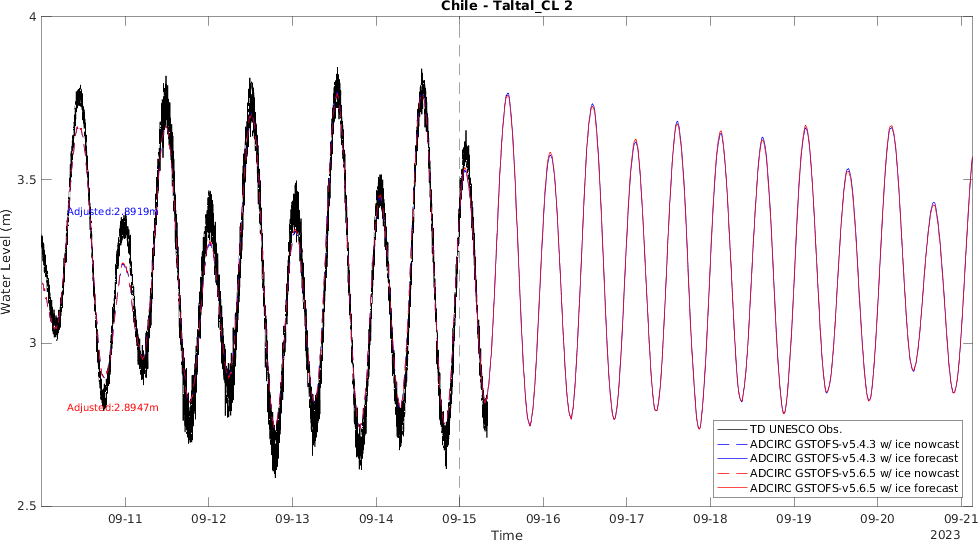 Chile - Taltal_CL 2
4
3.5
3
2.5
Water Level (m)
Adjusted:2.8919m
Adjusted:2.8947m
TD UNESCO Obs.
ADCIRC GSTOFS-v5.4.3 w/ ice nowcast
ADCIRC GSTOFS-v5.4.3 w/ ice forecast
ADCIRC GSTOFS-v5.6.5 w/ ice nowcast
ADCIRC GSTOFS-v5.6.5 w/ ice forecast
09-11 09-12 09-13 09-14 09-15 09-16 09-17 09-18 09-19 09-20 09-21
Time
2023